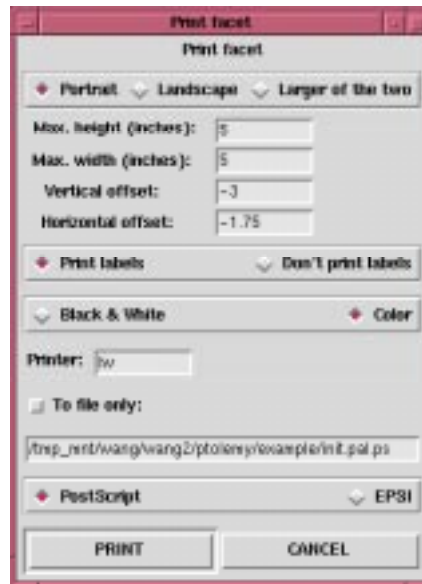 Print facet
Print facet
Portrait Landscape Larger of the two
Max. height (inches): 5
Max. width (inches): 5
Vertical offset: -3
Horizontal offset: -1.75
Print labels Don't print labels
Black & White Color
Printer: lw
To file only:
/tmp_mnt/wang/wang2/ptolemy/example/init.pal.ps
PostScript EPSI
PRINT CANCEL